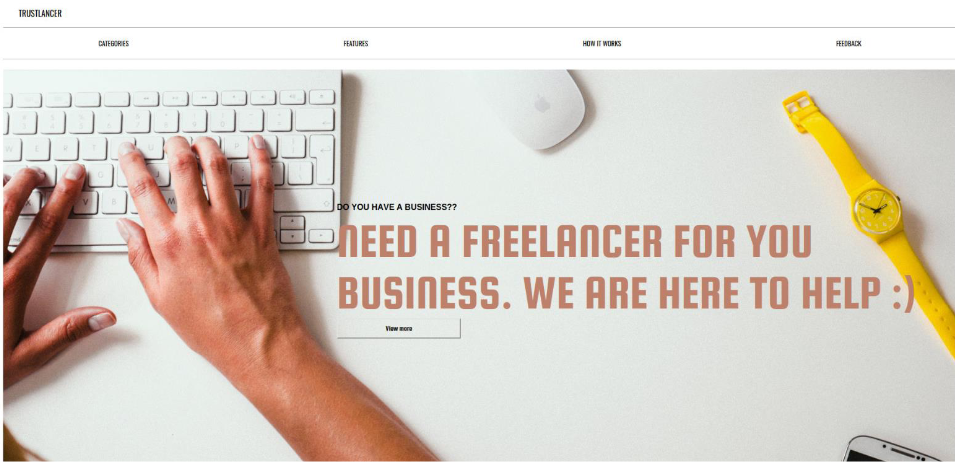 TRUSTLANCER
CATEGORIES FEATURES HOW IT WORKS FEEDBACK
DO YOU HAVE A BUSINESS??
NEED A FREELANCER FOR YOU
BUSINESS. WE ARE HERE TO HELP :)
View more